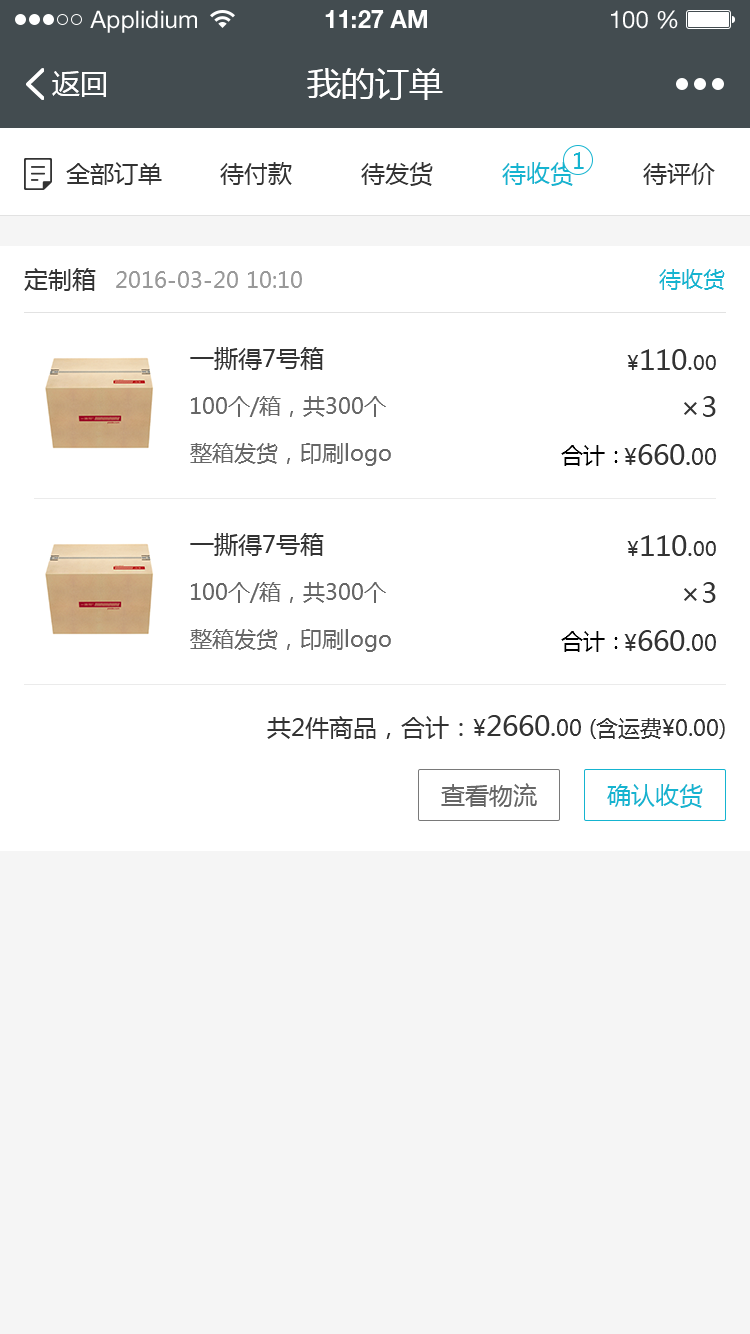 Applidium 11:27 AM 100 %
返回 我的订单
全部订单 待付款 待发货 待收货 1 待评价
定制箱 2016-03-20 10:10 待收货
一撕得7号箱 ¥110.00
100个/箱，共300个 ×3
整箱发货，印刷logo 合计：¥660.00
一撕得7号箱 ¥110.00
100个/箱，共300个 ×3
整箱发货，印刷logo 合计：¥660.00
共2件商品，合计：¥2660.00 (含运费¥0.00)
查看物流 确认收货